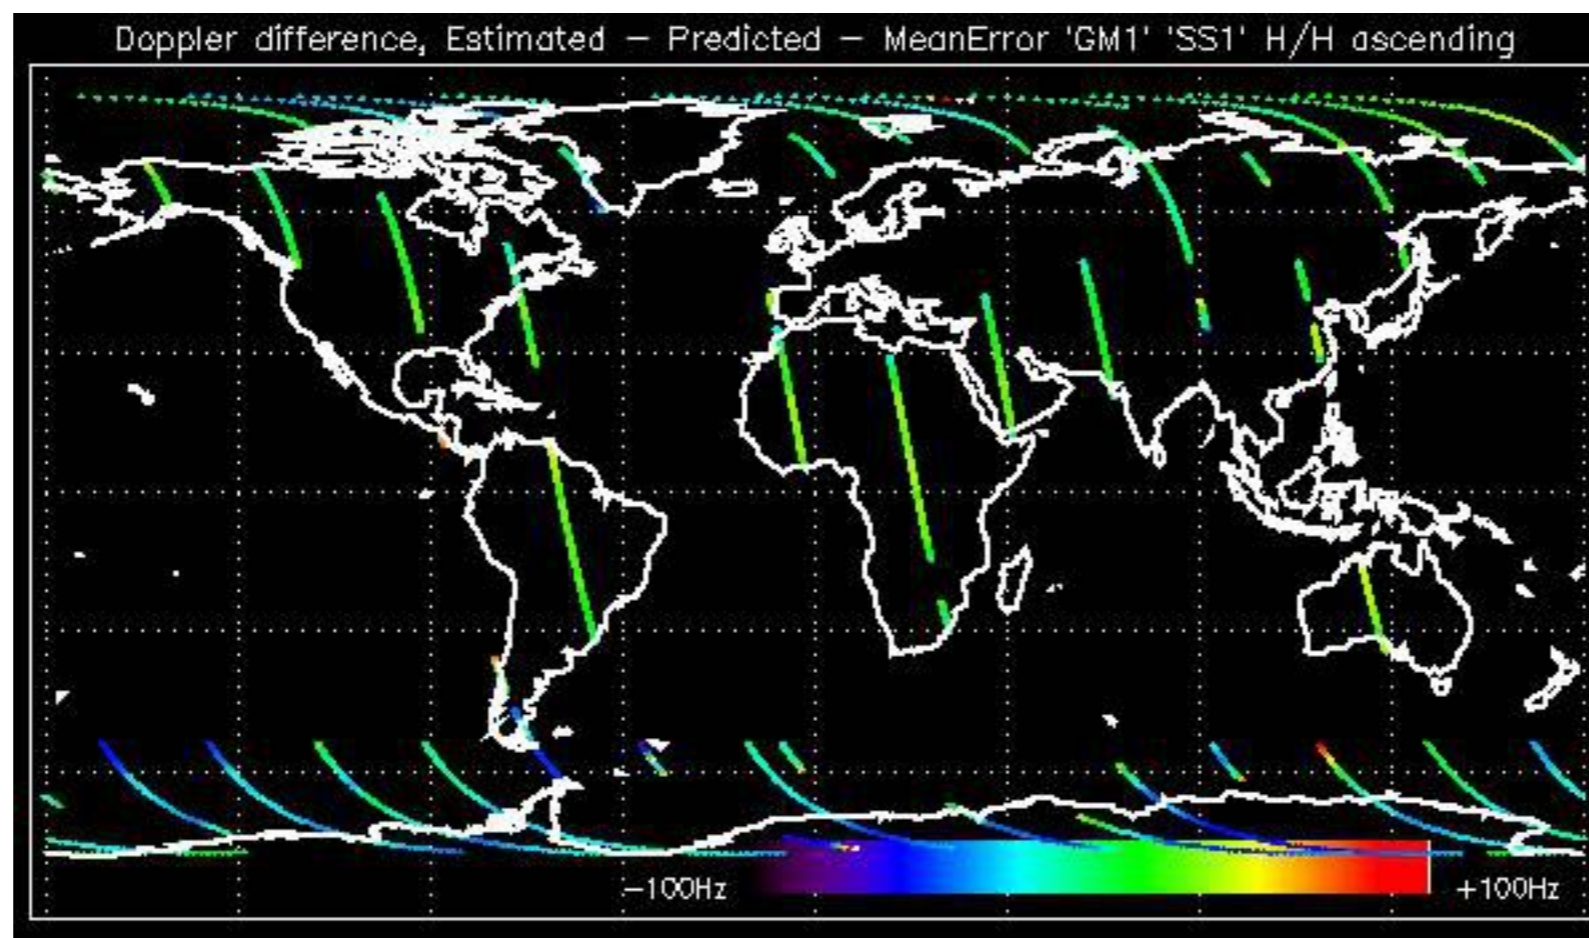 Doppler difference, Estimated — Predicted — MeanError 'GM1' 'SS1' H/H ascending
—100Hz
+100Hz